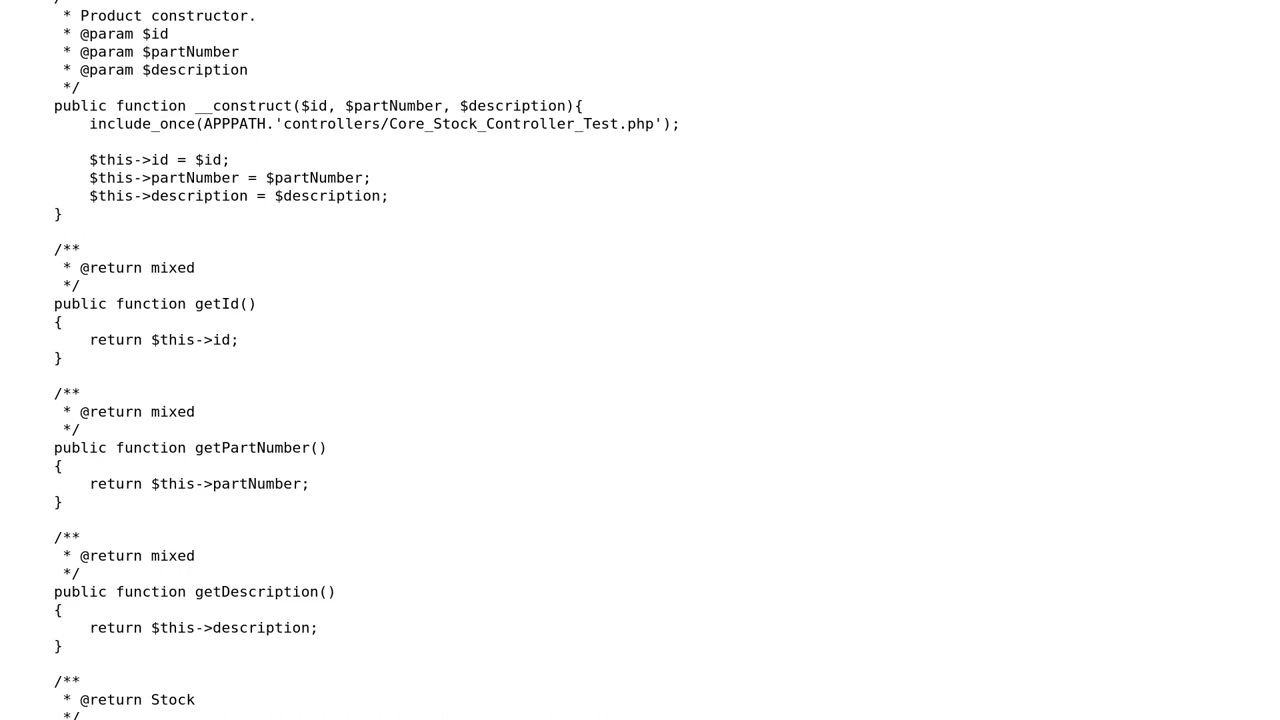 * Product constructor.
 * @param $id
 * @param $partNumber
 * @param $description
 */
public function __construct($id, $partNumber, $description){
    include_once(APPPATH.'controllers/Core_Stock_Controller_Test.php');

    $this->id = $id;
    $this->partNumber = $partNumber;
    $this->description = $description;
}

/**
 * @return mixed
 */
public function getId()
{
    return $this->id;
}

/**
 * @return mixed
 */
public function getPartNumber()
{
    return $this->partNumber;
}

/**
 * @return mixed
 */
public function getDescription()
{
    return $this->description;
}

/**
 * @return Stock
 */